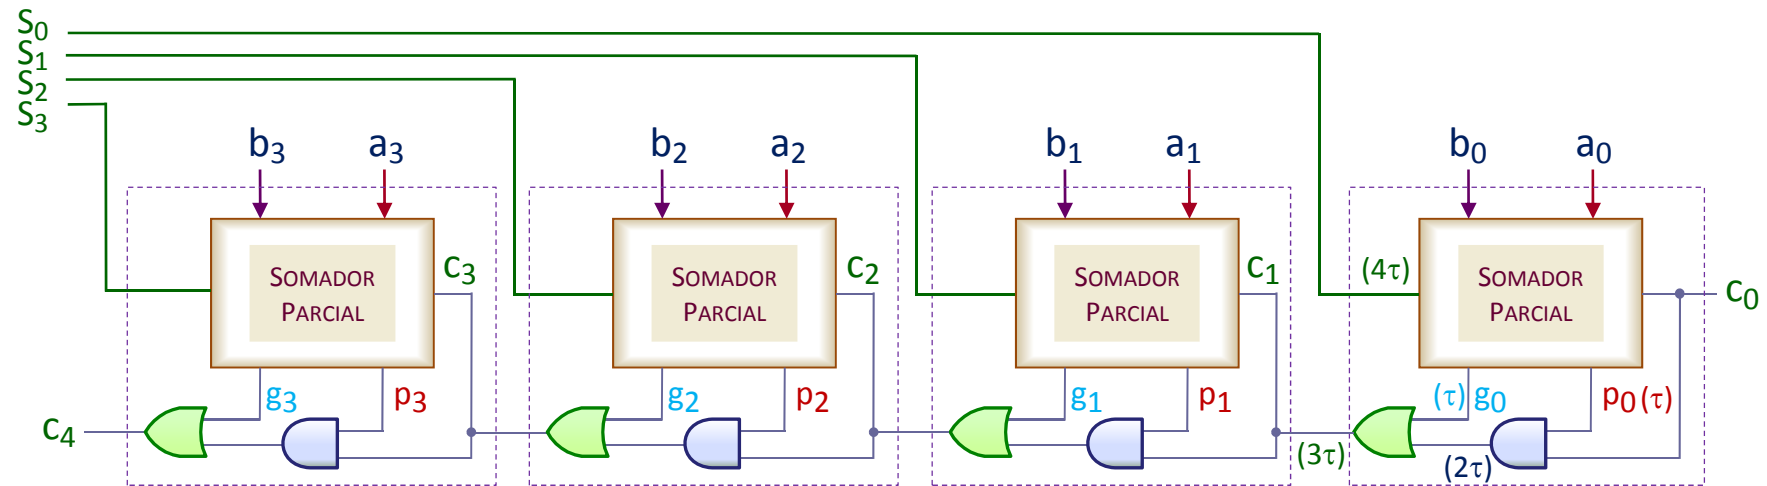 S0
S1
S2
S3
b3 a3 b2 a2 b1 a1 b0 a0
c3 c2 c1 (4τ) c0
SOMADOR SOMADOR SOMADOR SOMADOR
PARCIAL PARCIAL PARCIAL PARCIAL
g3 p3 g2 p2 g1 p1 (τ) g0 p0 (τ)
c4 (3τ) (2τ)